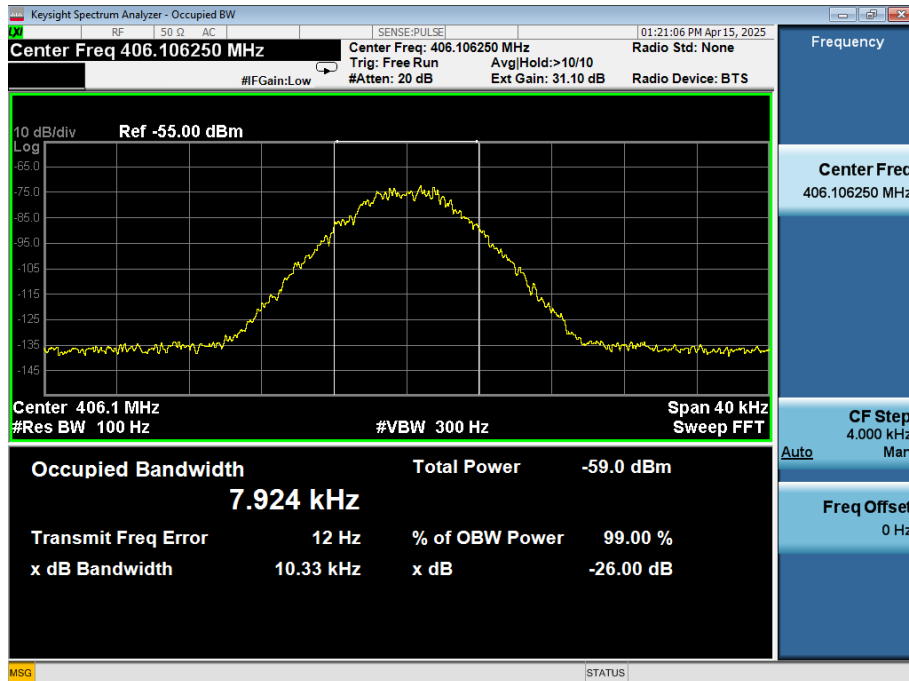 Keysight Spectrum Analyzer - Occupied BW
LXI RF 50 Ω AC SENSE:PULSE 01:21:06 PM Apr 15, 2025
Center Freq 406.106250 MHz
Center Freq: 406.106250 MHz Radio Std: None
Trig: Free Run Avg|Hold:>10/10
#IFGain:Low #Atten: 20 dB Ext Gain: 31.10 dB Radio Device: BTS
10 dB/div Ref -55.00 dBm
Log
-65.0
-75.0
-85.0
-95.0
-105
-115
-125
-135
-145
Center 406.1 MHz Span 40 kHz
#Res BW 100 Hz #VBW 300 Hz Sweep FFT
Occupied Bandwidth Total Power -59.0 dBm
7.924 kHz
Transmit Freq Error 12 Hz % of OBW Power 99.00 %
x dB Bandwidth 10.33 kHz x dB -26.00 dB
Frequency
Center Freq
406.106250 MHz
CF Step
4.000 kHz
Auto Man
Freq Offset
0 Hz
MSG STATUS